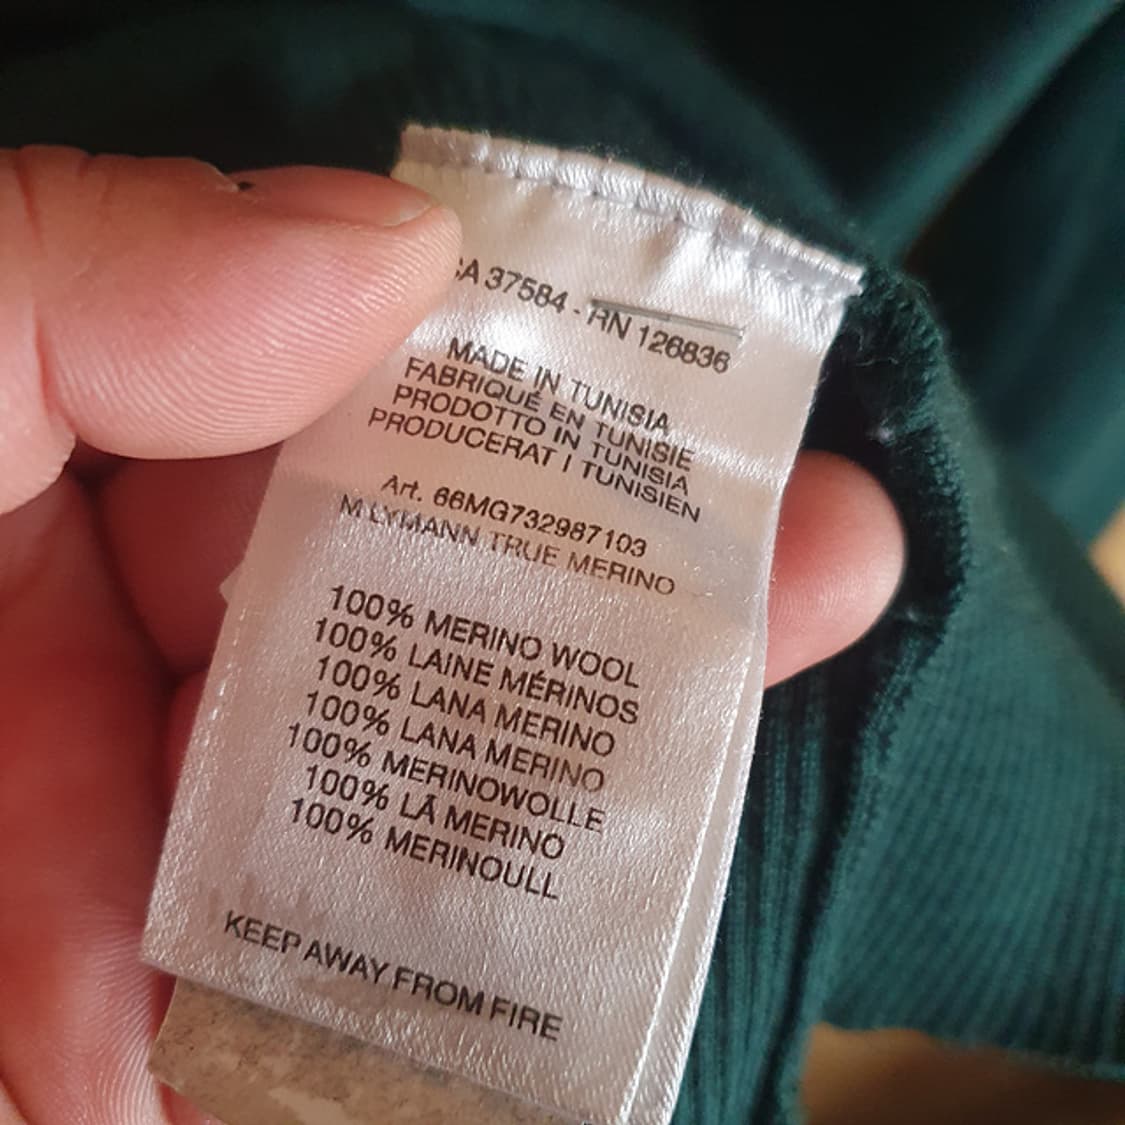 A 37584 - RN 126836
MADE IN TUNISIA
FABRIQUÉ EN TUNISIE
PRODOTTO IN TUNISIA
PRODUCERAT I TUNISIEN
Art. 66MG732987103
M LYMANN TRUE MERINO
100% MERINO WOOL
100% LAINE MÉRINOS
100% LANA MERINO
100% LANA MERINO
100% MERINOWOLLE
100% LÃ MERINO
100% MERINOULL
KEEP AWAY FROM FIRE